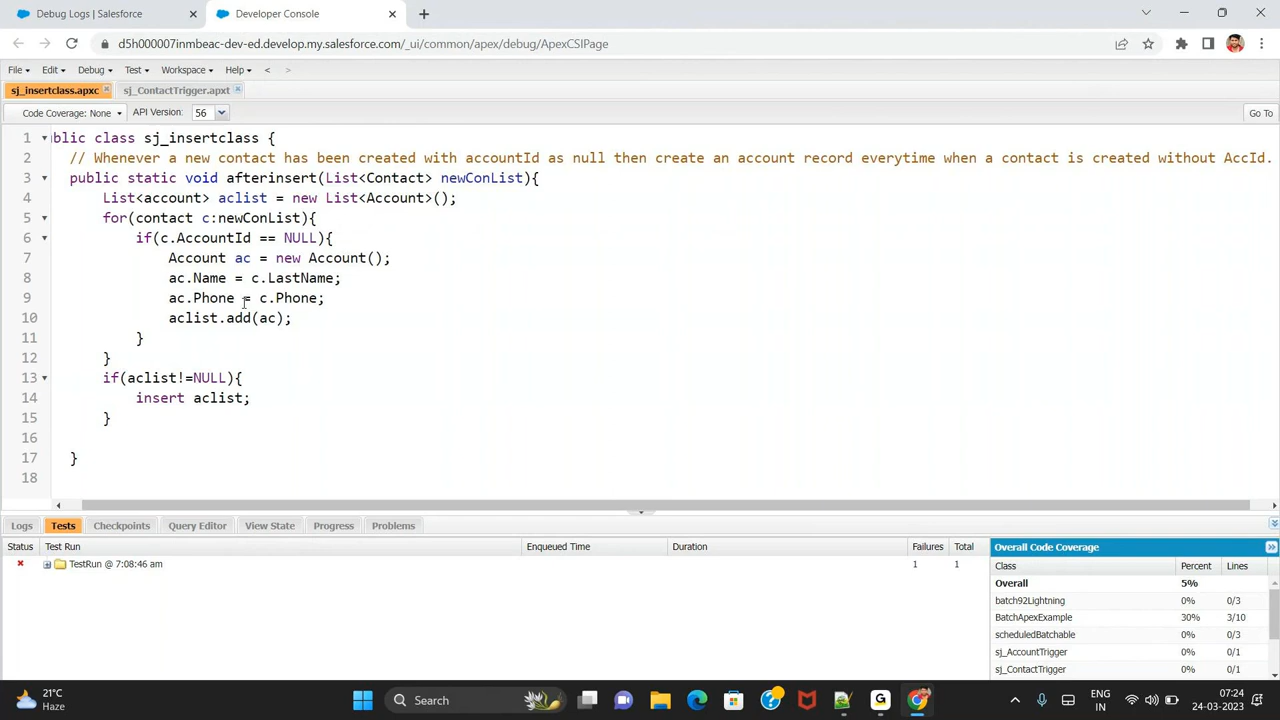 Debug Logs | Salesforce
Developer Console
d5h000007inmbeac-dev-ed.develop.my.salesforce.com/_ui/common/apex/debug/ApexCSIPage
File Edit Debug Test Workspace Help < >
sj_insertclass.apxc sj_ContactTrigger.apxt
Code Coverage: None API Version: 56 Go To
1 blic class sj_insertclass {
2 // Whenever a new contact has been created with accountId as null then create an account record everytime when a contact is created without AccId.
3 public static void afterinsert(List<Contact> newConList){
4 List<account> aclist = new List<Account>();
5 for(contact c:newConList){
6 if(c.AccountId == NULL){
7 Account ac = new Account();
8 ac.Name = c.LastName;
9 ac.Phone = c.Phone;
10 aclist.add(ac);
11 }
12 }
13 if(aclist!=NULL){
14 insert aclist;
15 }
16
17 }
18
Logs Tests Checkpoints Query Editor View State Progress Problems
Status Test Run Enqueued Time Duration Failures Total
TestRun @ 7:08:46 am 1 1
Overall Code Coverage
Class Percent Lines
Overall 5%
batch92Lightning 0% 0/3
BatchApexExample 30% 3/10
scheduledBatchable 0% 0/3
sj_AccountTrigger 0% 0/1
sj_ContactTrigger 0% 0/1
21°C
Haze
Search
ENG
IN
07:24
24-03-2023